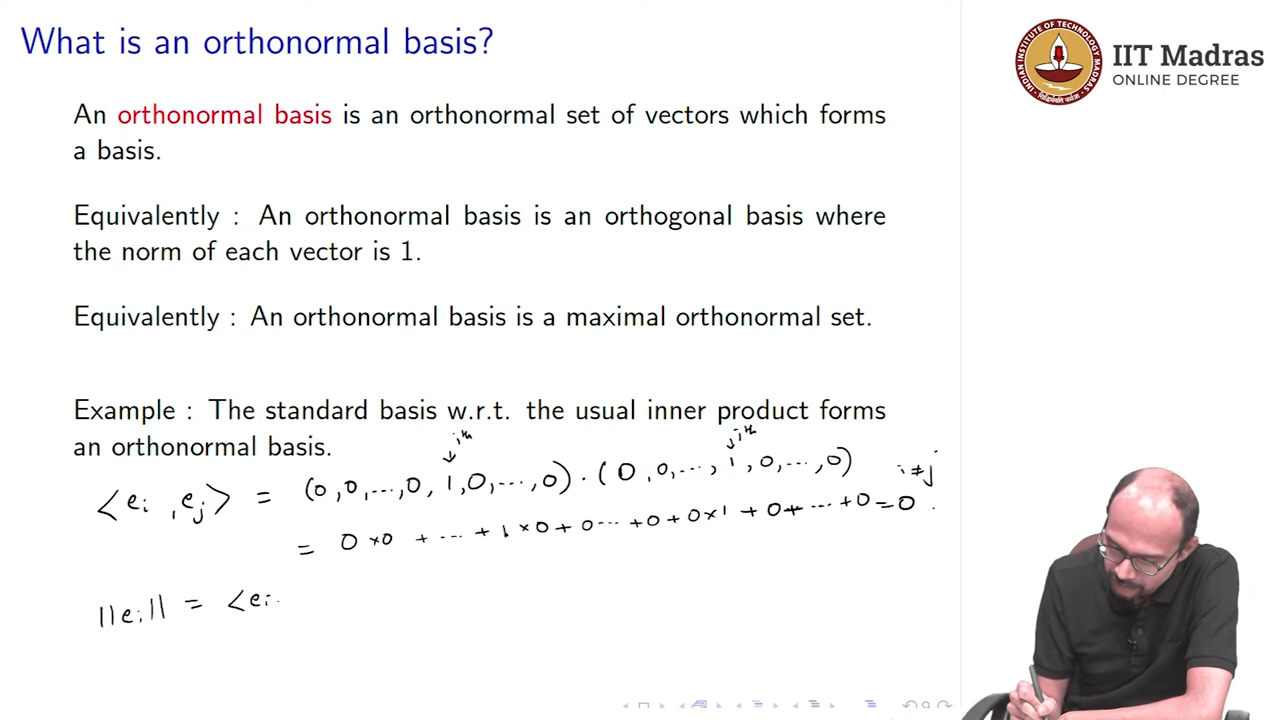 What is an orthonormal basis?
IIT Madras
ONLINE DEGREE
An orthonormal basis is an orthonormal set of vectors which forms
a basis.
Equivalently : An orthonormal basis is an orthogonal basis where
the norm of each vector is 1.
Equivalently : An orthonormal basis is a maximal orthonormal set.
Example : The standard basis w.r.t. the usual inner product forms
an orthonormal basis.
ith ith
<ei , ej> = (0,0,...,0,1,0,...,0) · (0,0,...,1,0,...,0) i≠j
= 0×0 + ... + 1×0 + 0 ... + 0 + 0×1 + 0 + ... + 0 = 0 .
||ei|| = <ei